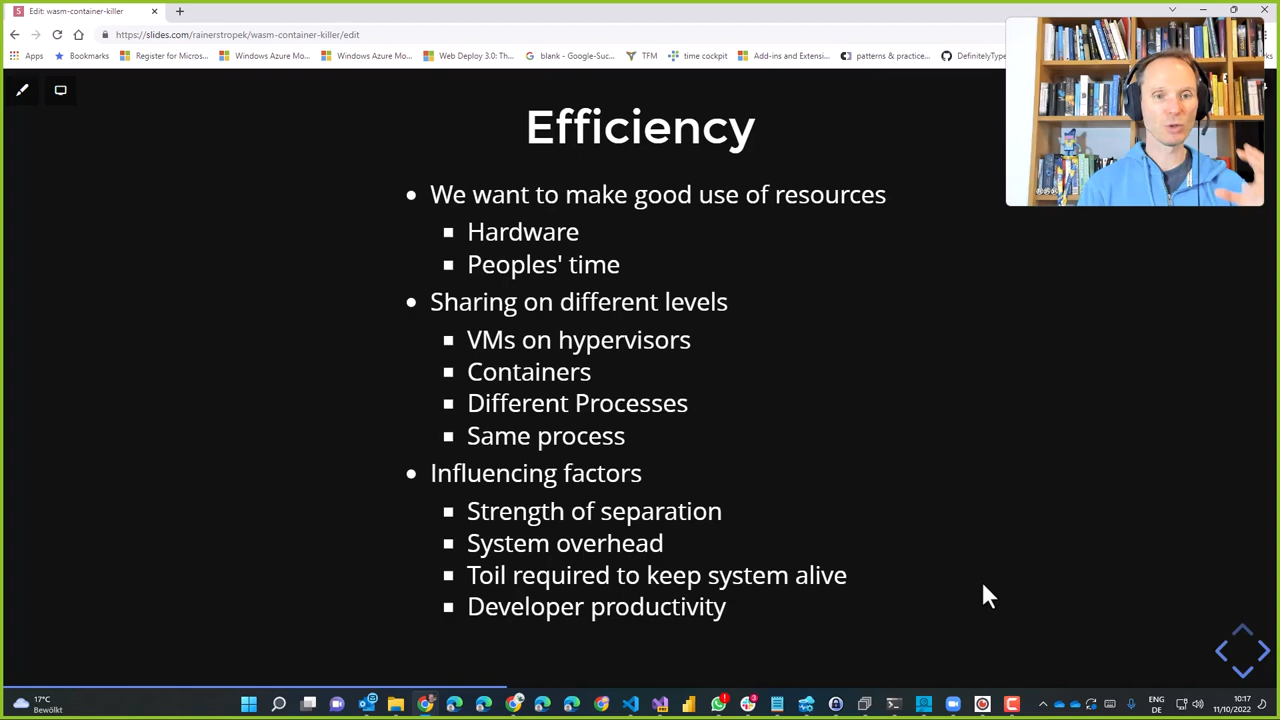 Edit: wasm-container-killer
https://slides.com/rainerstropek/wasm-container-killer/edit
Apps
Bookmarks
Register for Micros...
Windows Azure Mo...
Windows Azure Mo...
Web Deploy 3.0: Th...
blank - Google-Suc...
TFM
time cockpit
Add-ins and Extensi...
patterns & practice...
DefinitelyType
Efficiency
We want to make good use of resources
Hardware
Peoples' time
Sharing on different levels
VMs on hypervisors
Containers
Different Processes
Same process
Influencing factors
Strength of separation
System overhead
Toil required to keep system alive
Developer productivity
17°C
Bewölkt
ENG
DE
10:17
11/10/2022